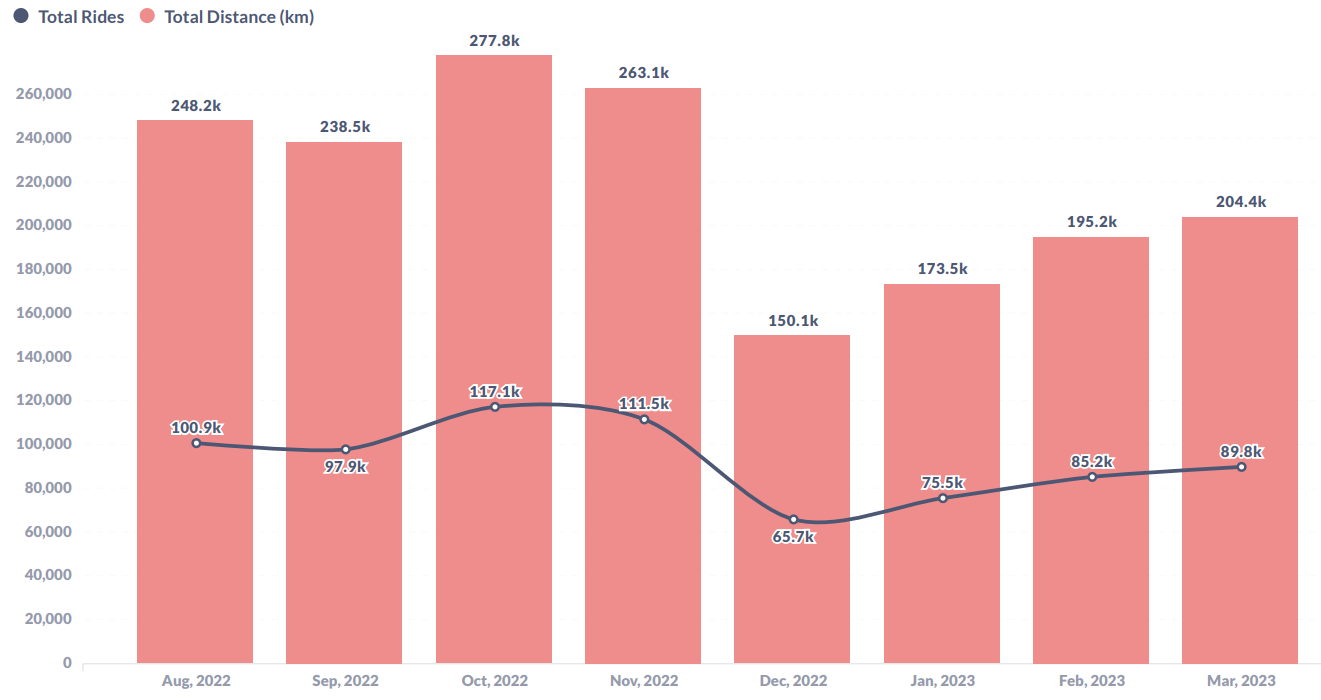 Total Rides Total Distance (km)
277.8k
263.1k
260,000
248.2k
238.5k
240,000
220,000
204.4k
200,000
195.2k
180,000
173.5k
160,000
150.1k
140,000
120,000
117.1k
111.5k
100.9k
100,000
97.9k
89.8k
85.2k
80,000
75.5k
65.7k
60,000
40,000
20,000
0
Aug, 2022 Sep, 2022 Oct, 2022 Nov, 2022 Dec, 2022 Jan, 2023 Feb, 2023 Mar, 2023